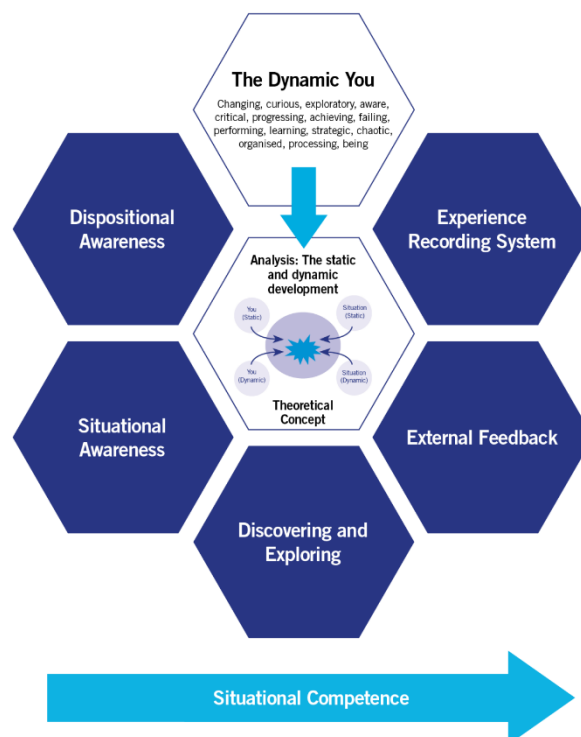 The Dynamic You
Changing, curious, exploratory, aware,
critical, progressing, achieving, failing,
performing, learning, strategic, chaotic,
organised, processing, being
Dispositional
Awareness
Experience
Recording System
Analysis: The static
and dynamic
development
You
(Static)
Situation
(Static)
You
(Dynamic)
Situation
(Dynamic)
Theoretical
Concept
Situational
Awareness
External Feedback
Discovering and
Exploring
Situational Competence